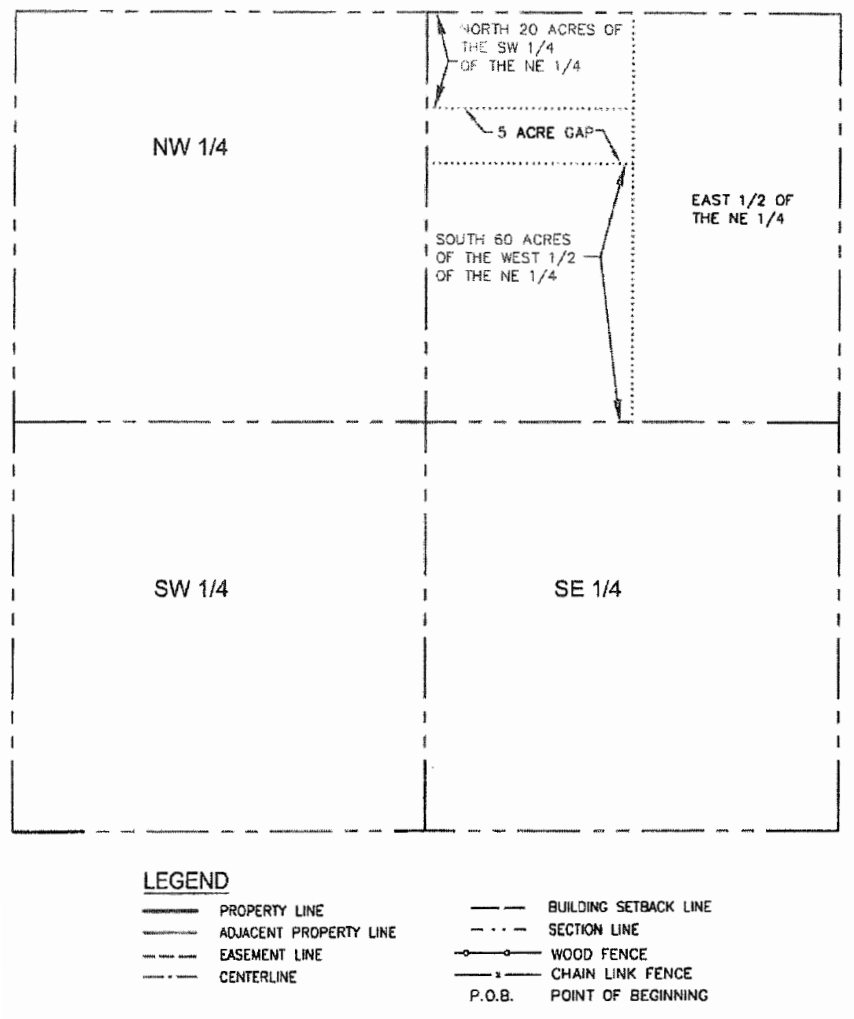 NORTH 20 ACRES OF
THE SW 1/4
OF THE NE 1/4
NW 1/4
5 ACRE GAP
EAST 1/2 OF
THE NE 1/4
SOUTH 60 ACRES
OF THE WEST 1/2
OF THE NE 1/4
SW 1/4
SE 1/4
LEGEND
PROPERTY LINE
ADJACENT PROPERTY LINE
EASEMENT LINE
CENTERLINE
BUILDING SETBACK LINE
SECTION LINE
WOOD FENCE
CHAIN LINK FENCE
P.O.B. POINT OF BEGINNING